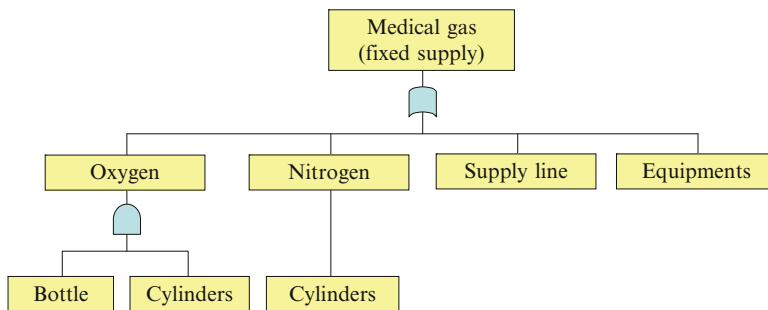 Medical gas
(fixed supply)
Oxygen
Nitrogen
Supply line
Equipments
Bottle
Cylinders
Cylinders